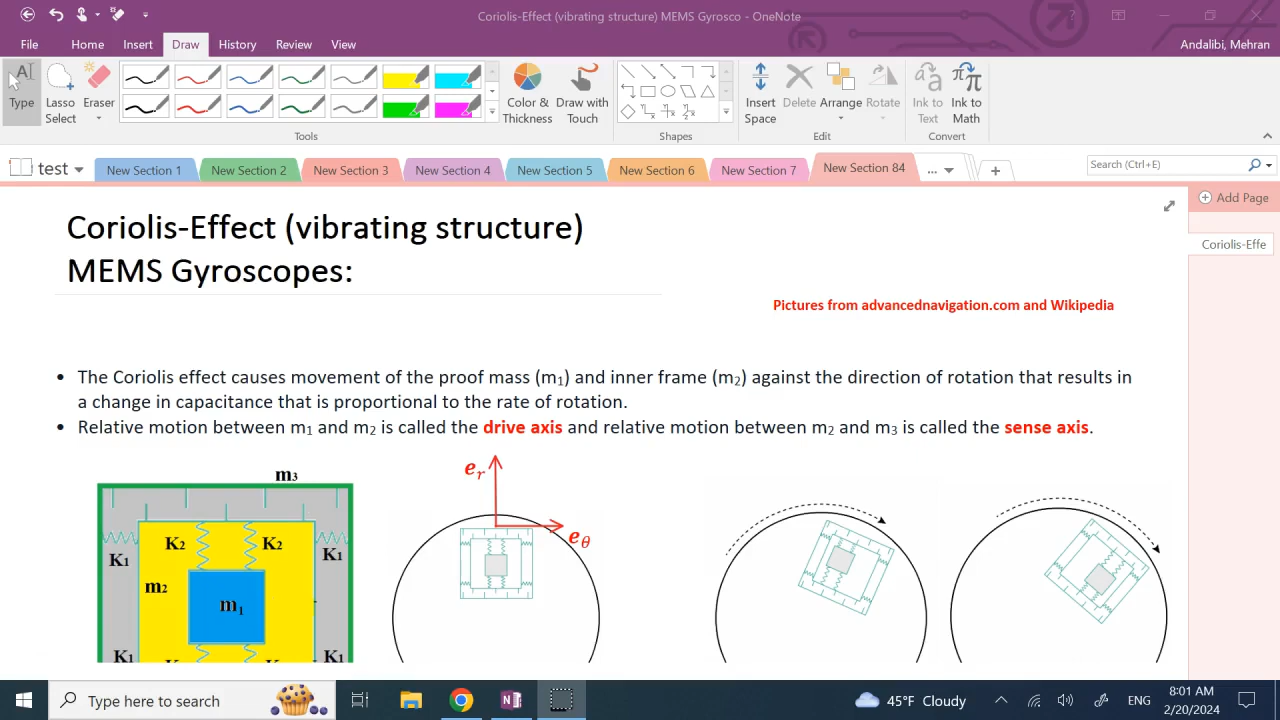 Coriolis-Effect (vibrating structure) MEMS Gyrosco - OneNote
File Home Insert Draw History Review View
Andalibi, Mehran
Type
Lasso Select
Eraser
Color & Thickness
Draw with Touch
Insert Space
Delete
Arrange
Rotate
Ink to Text
Ink to Math
Tools
Shapes
Edit
Convert
test
New Section 1
New Section 2
New Section 3
New Section 4
New Section 5
New Section 6
New Section 7
New Section 84
...
Search (Ctrl+E)
Add Page
Coriolis-Effe
Coriolis-Effect (vibrating structure)
MEMS Gyroscopes:
Pictures from advancednavigation.com and Wikipedia
• The Coriolis effect causes movement of the proof mass (m₁) and inner frame (m₂) against the direction of rotation that results in
a change in capacitance that is proportional to the rate of rotation.
• Relative motion between m₁ and m₂ is called the drive axis and relative motion between m₂ and m₃ is called the sense axis.
m₃
K₂ K₂
K₁ K₁
m₂
m₁
K₁ K₁
e_r
e_θ
Type here to search
45°F Cloudy
ENG
8:01 AM
2/20/2024